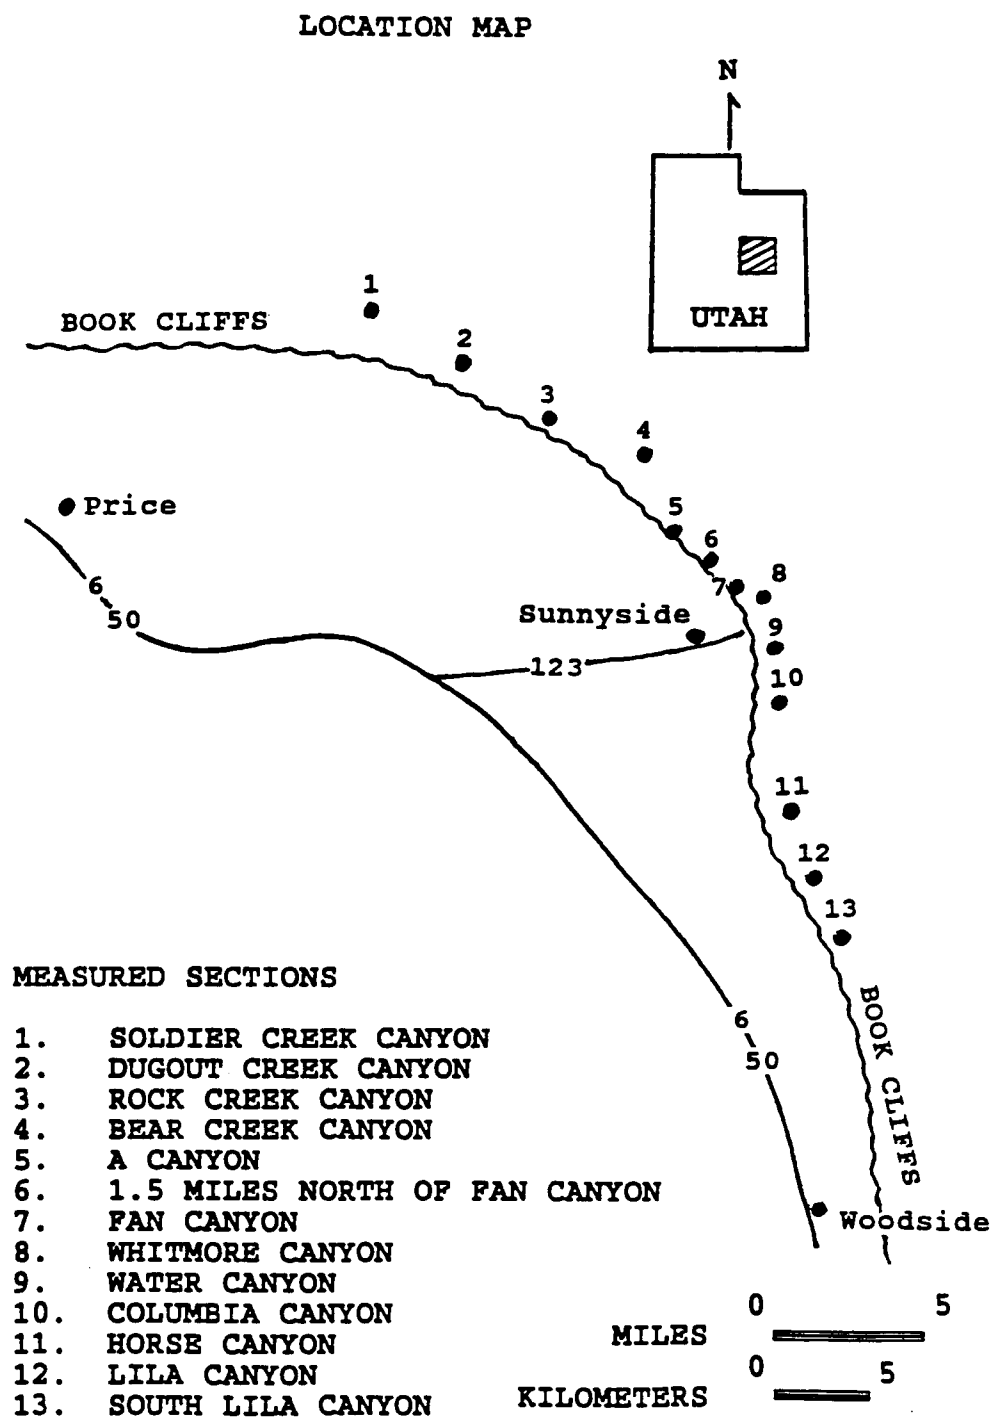 LOCATION MAP
N
UTAH
BOOK CLIFFS
1
2
3
4
5
6
7
8
9
10
11
12
13
Price
6
50
Sunnyside
123
6
50
BOOK CLIFFS
Woodside
MEASURED SECTIONS
1. SOLDIER CREEK CANYON
2. DUGOUT CREEK CANYON
3. ROCK CREEK CANYON
4. BEAR CREEK CANYON
5. A CANYON
6. 1.5 MILES NORTH OF FAN CANYON
7. FAN CANYON
8. WHITMORE CANYON
9. WATER CANYON
10. COLUMBIA CANYON
11. HORSE CANYON
12. LILA CANYON
13. SOUTH LILA CANYON
0 5
MILES
0 5
KILOMETERS